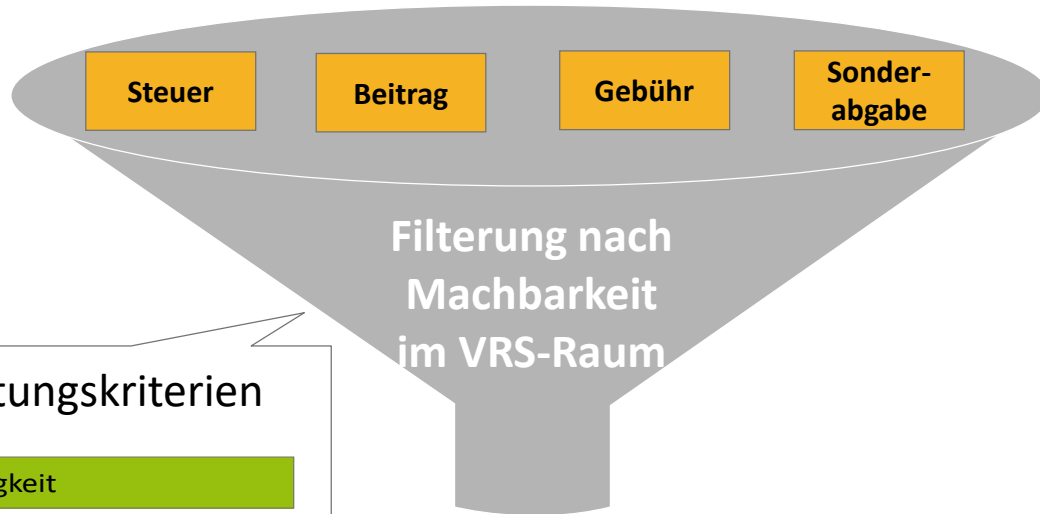 Steuer
Beitrag
Gebühr
Sonder-
abgabe
Filterung nach
Machbarkeit
im VRS-Raum
tungskriterien
gkeit